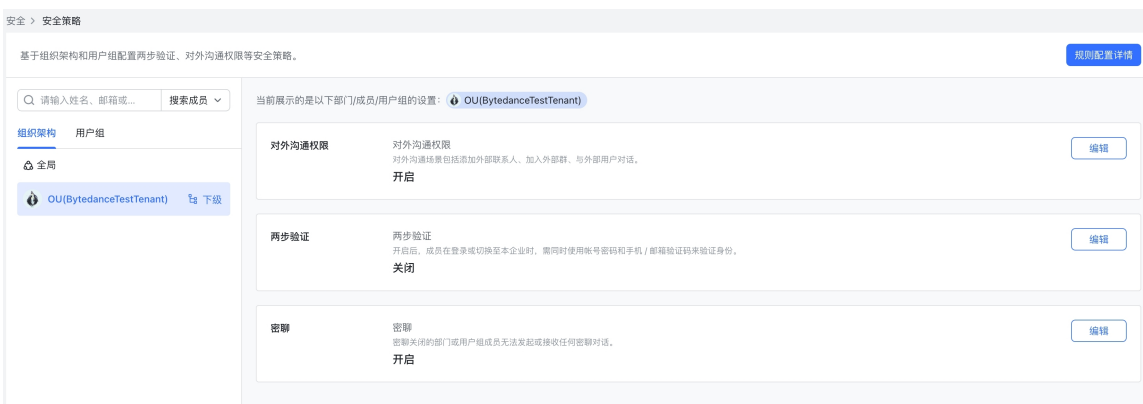 安全 > 安全策略
基于组织架构和用户组配置两步验证、对外沟通权限等安全策略。
规则配置详情
请输入姓名、邮箱或...
搜索成员
组织架构 用户组
全局
OU(BytedanceTestTenant) 下级
当前展示的是以下部门/成员/用户组的设置： OU(BytedanceTestTenant)
对外沟通权限
对外沟通权限
对外沟通场景包括添加外部联系人、加入外部群、与外部用户对话。
开启
编辑
两步验证
两步验证
开启后，成员在登录或切换至本企业时，需同时使用帐号密码和手机 / 邮箱验证码来验证身份。
关闭
编辑
密聊
密聊
密聊关闭的部门或用户组成员无法发起或接收任何密聊对话。
开启
编辑